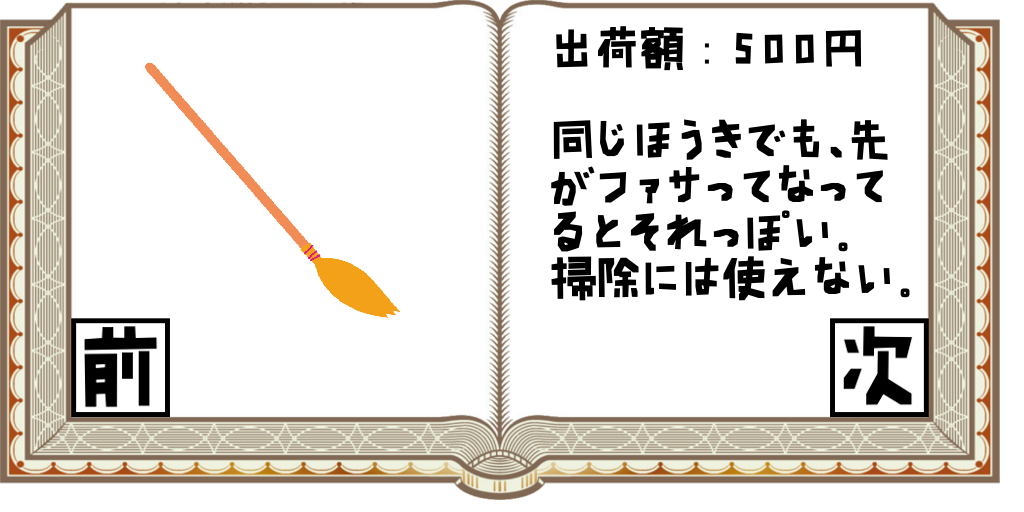 出荷額：500円
同じほうきでも、先
がファサってなって
るとそれっぽい。
掃除には使えない。
前
次